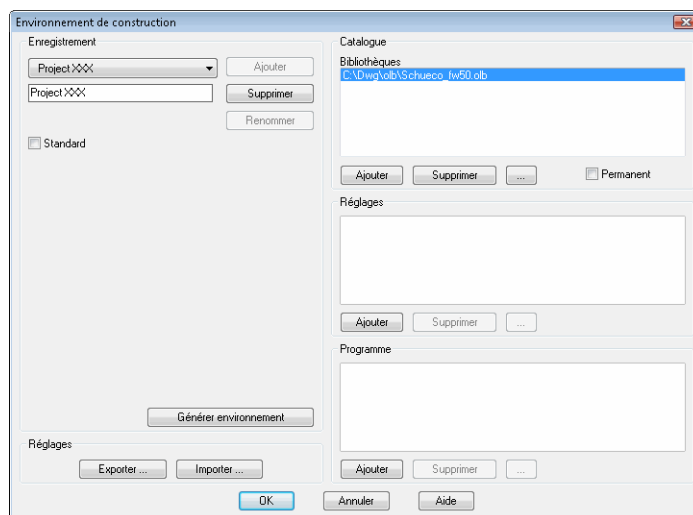 Environnement de construction
Enregistrement
Project XXX
Ajouter
Project XXX
Supprimer
Renommer
Standard
Générer environnement
Réglages
Exporter ...
Importer ...
Catalogue
Bibliothèques
C:\Dwg\olb\Schueco_fw50.olb
Ajouter
Supprimer
...
Permanent
Réglages
Ajouter
Supprimer
...
Programme
Ajouter
Supprimer
...
OK
Annuler
Aide